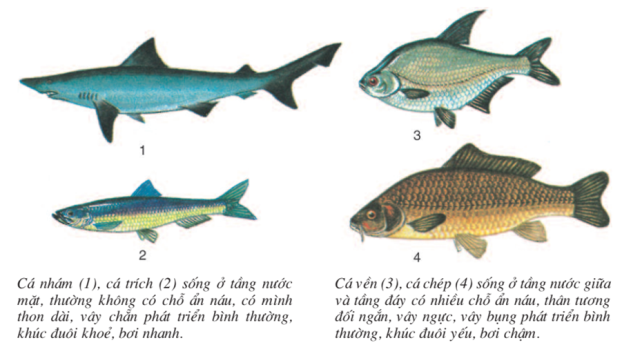 1
3
2
4
Cá nhám (1), cá trích (2) sống ở tầng nước
mặt, thường không có chỗ ẩn náu, có mình
thon dài, vây chẵn phát triển bình thường,
khúc đuôi khoẻ, bơi nhanh.
Cá vền (3), cá chép (4) sống ở tầng nước giữa
và tầng đáy có nhiều chỗ ẩn náu, thân tương
đối ngắn, vây ngực, vây bụng phát triển bình
thường, khúc đuôi yếu, bơi chậm.